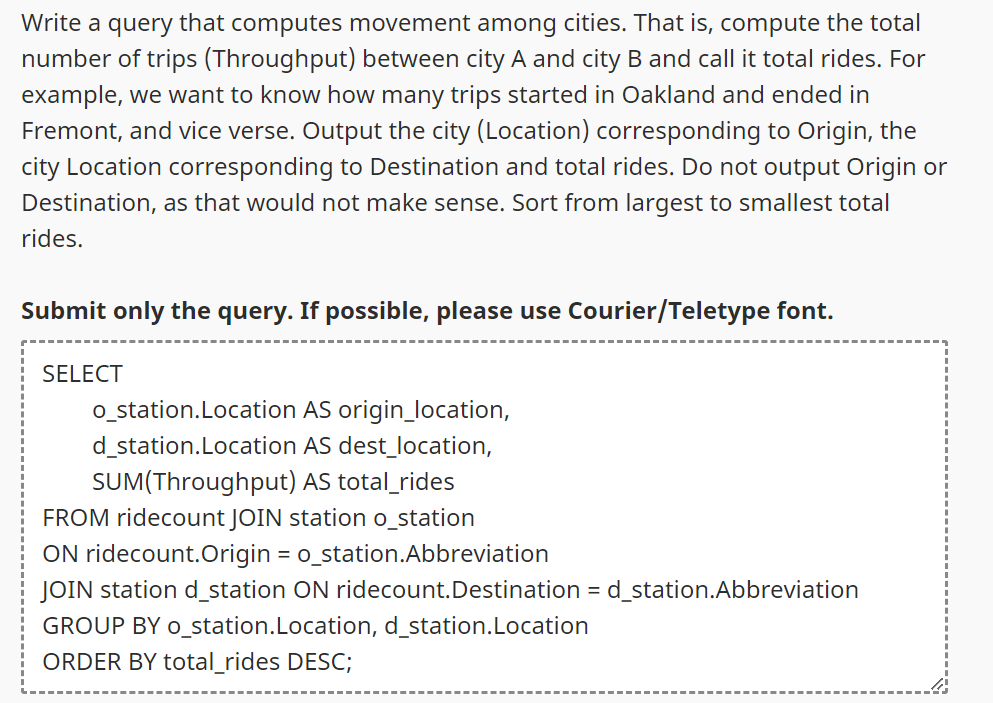 Write a query that computes movement among cities. That is, compute the total
number of trips (Throughput) between city A and city B and call it total rides. For
example, we want to know how many trips started in Oakland and ended in
Fremont, and vice verse. Output the city (Location) corresponding to Origin, the
city Location corresponding to Destination and total rides. Do not output Origin or
Destination, as that would not make sense. Sort from largest to smallest total
rides.
Submit only the query. If possible, please use Courier/Teletype font.
SELECT
o_station.Location AS origin_location,
d_station.Location AS dest_location,
SUM(Throughput) AS total_rides
FROM ridecount JOIN station o_station
ON ridecount.Origin = o_station.Abbreviation
JOIN station d_station ON ridecount.Destination = d_station.Abbreviation
GROUP BY o_station.Location, d_station.Location
ORDER BY total_rides DESC;